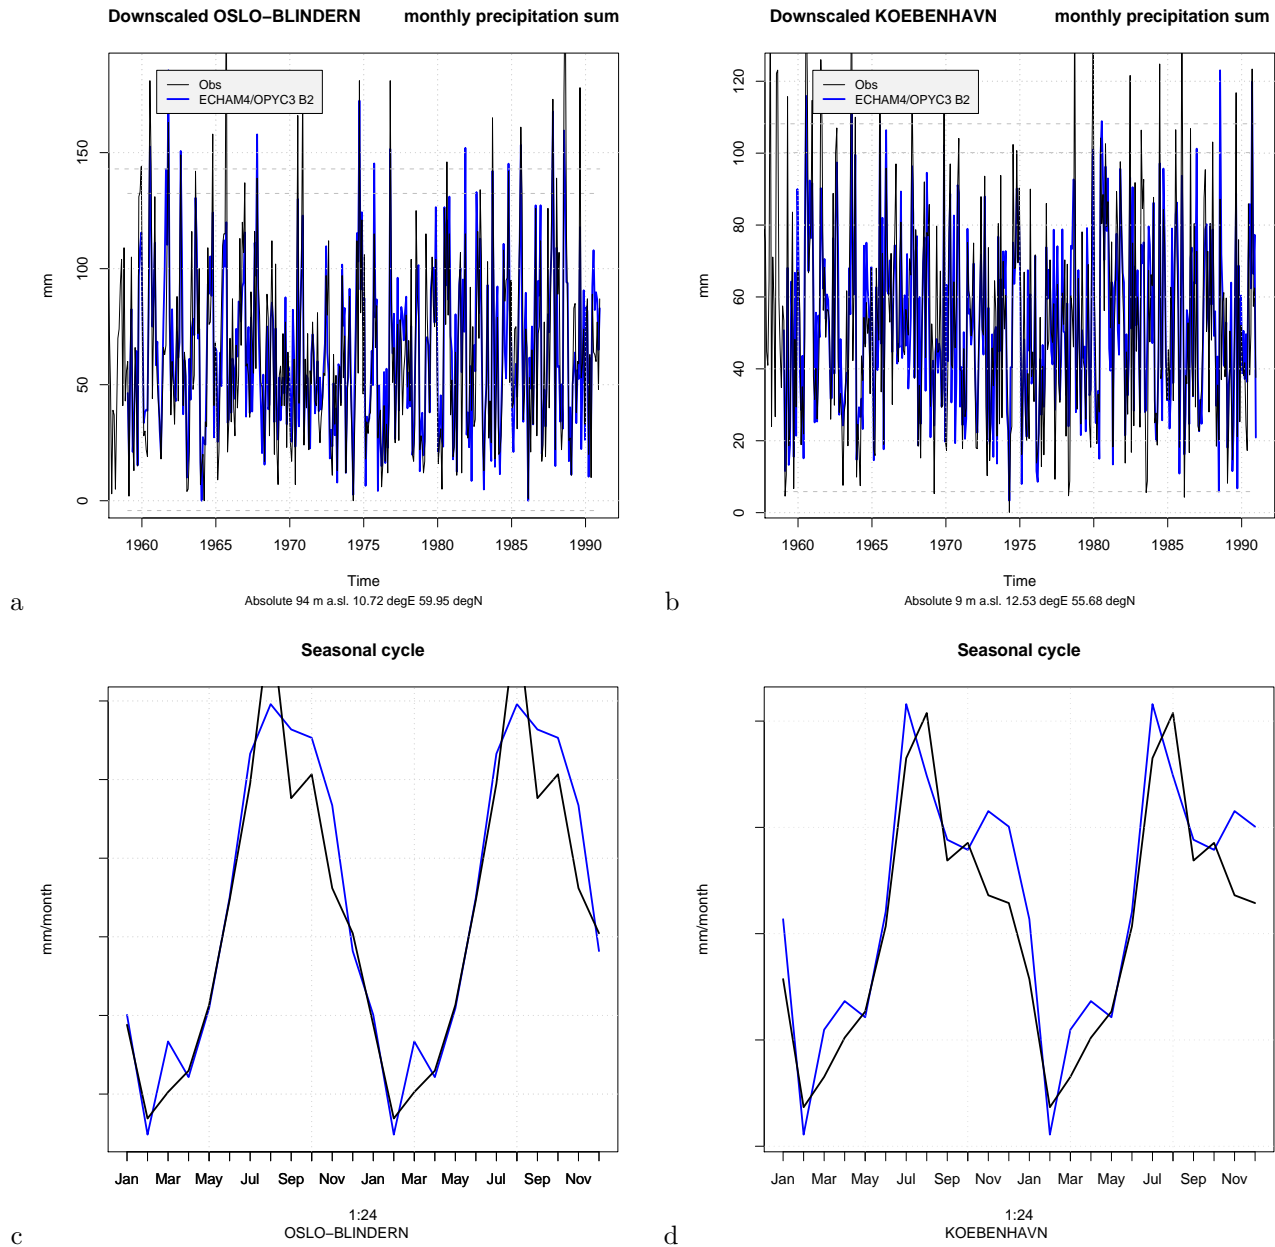 Downscaled OSLO−BLINDERN monthly precipitation sum
Obs
ECHAM4/OPYC3 B2
mm
0 50 100 150
1960 1965 1970 1975 1980 1985 1990
Time
Absolute 94 m a.sl. 10.72 degE 59.95 degN
a
Downscaled KOEBENHAVN monthly precipitation sum
Obs
ECHAM4/OPYC3 B2
mm
0 20 40 60 80 100 120
1960 1965 1970 1975 1980 1985 1990
Time
Absolute 9 m a.sl. 12.53 degE 55.68 degN
b
Seasonal cycle
mm/month
Jan Mar May Jul Sep Nov Jan Mar May Jul Sep Nov
1:24
OSLO−BLINDERN
c
Seasonal cycle
mm/month
Jan Mar May Jul Sep Nov Jan Mar May Jul Sep Nov
1:24
KOEBENHAVN
d